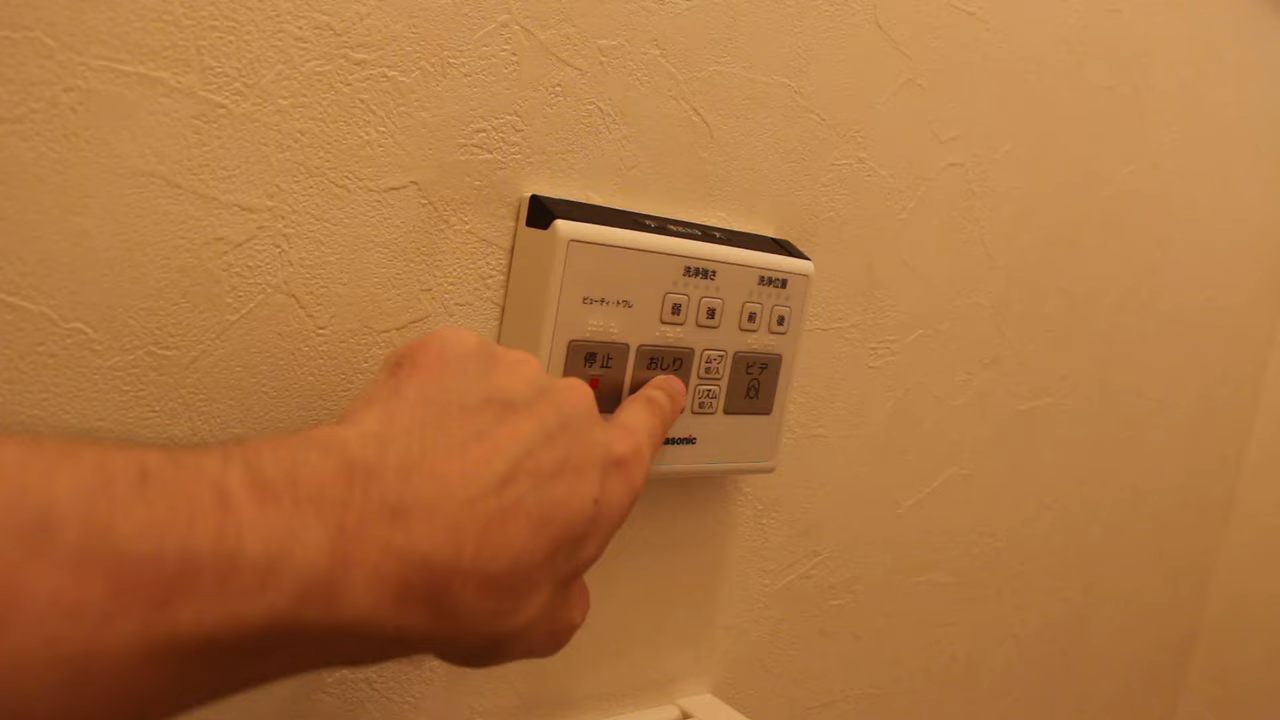 洗浄強さ
洗浄位置
ビューティ・トワレ
弱
強
前
後
停止
おしり
ムーブ
切/入
ビデ
リズム
切/入
asonic